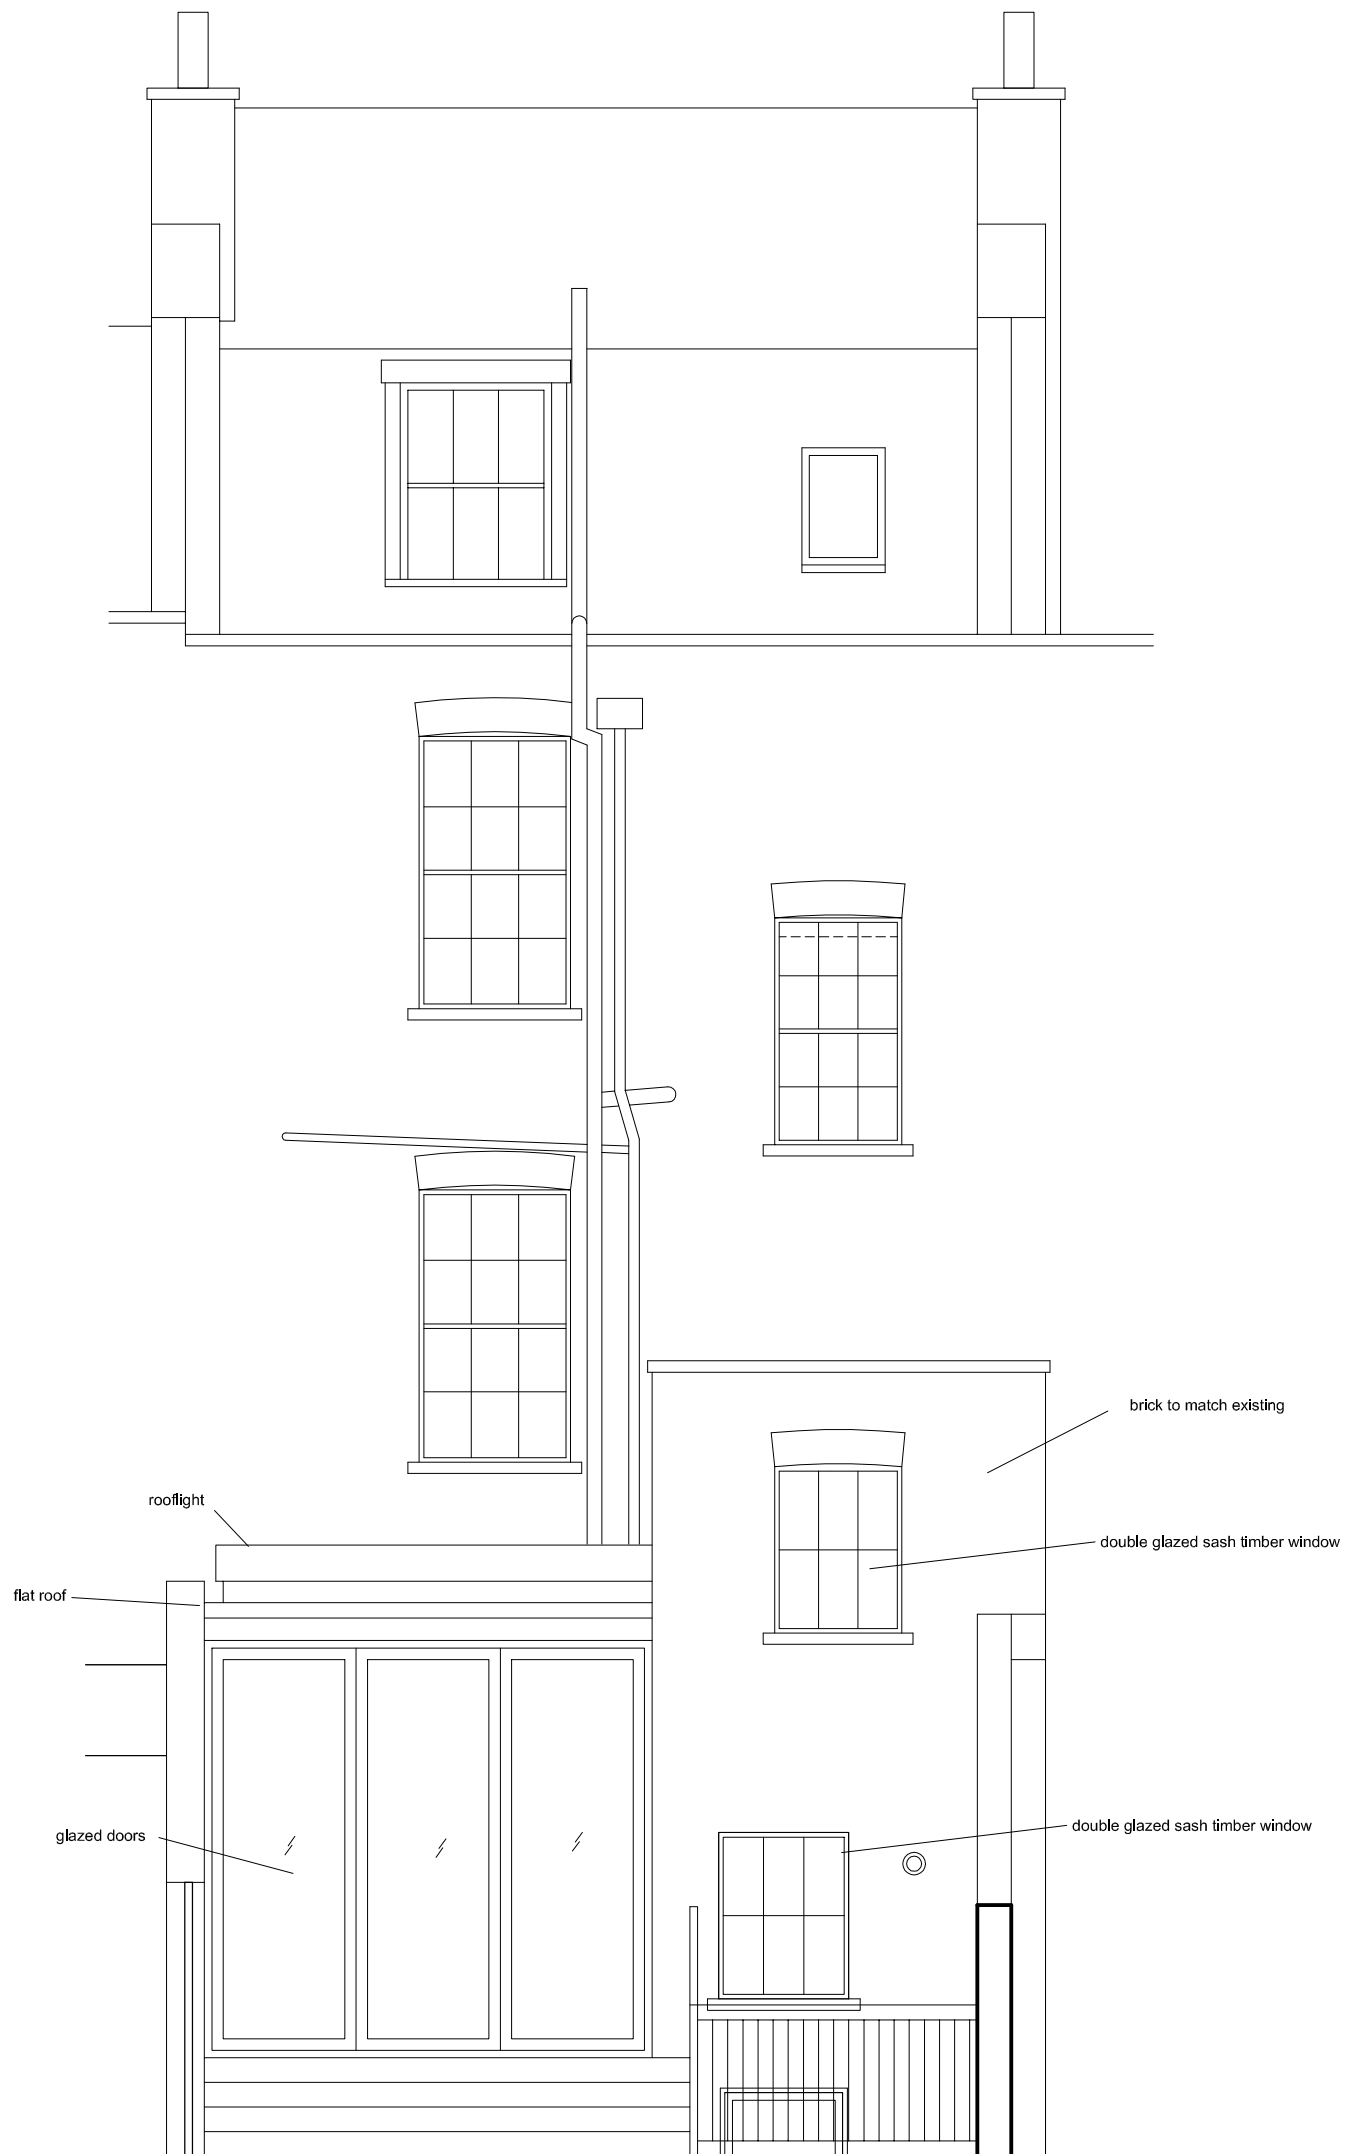 brick to match existing
rooflight
double glazed sash timber window
flat roof
glazed doors
double glazed sash timber window